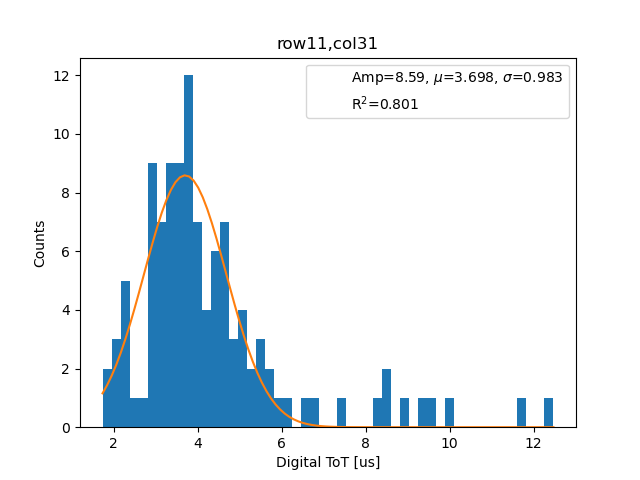 row11,col31
Amp=8.59, μ=3.698, σ=0.983
R²=0.801
12
10
8
6
4
2
0
Counts
2 4 6 8 10 12
Digital ToT [us]